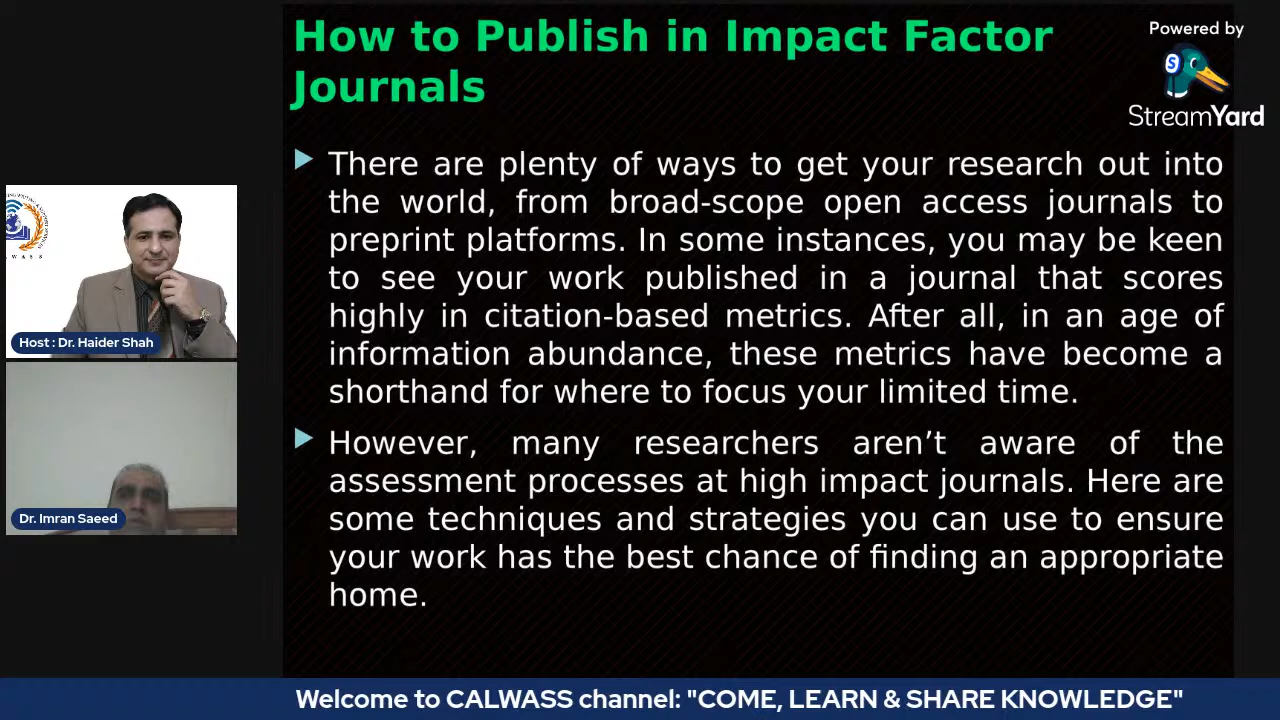 How to Publish in Impact Factor
Journals
Powered by
StreamYard
There are plenty of ways to get your research out into
the world, from broad-scope open access journals to
preprint platforms. In some instances, you may be keen
to see your work published in a journal that scores
highly in citation-based metrics. After all, in an age of
information abundance, these metrics have become a
shorthand for where to focus your limited time.
However, many researchers aren’t aware of the
assessment processes at high impact journals. Here are
some techniques and strategies you can use to ensure
your work has the best chance of finding an appropriate
home.
Host : Dr. Haider Shah
Dr. Imran Saeed
Welcome to CALWASS channel: "COME, LEARN & SHARE KNOWLEDGE"